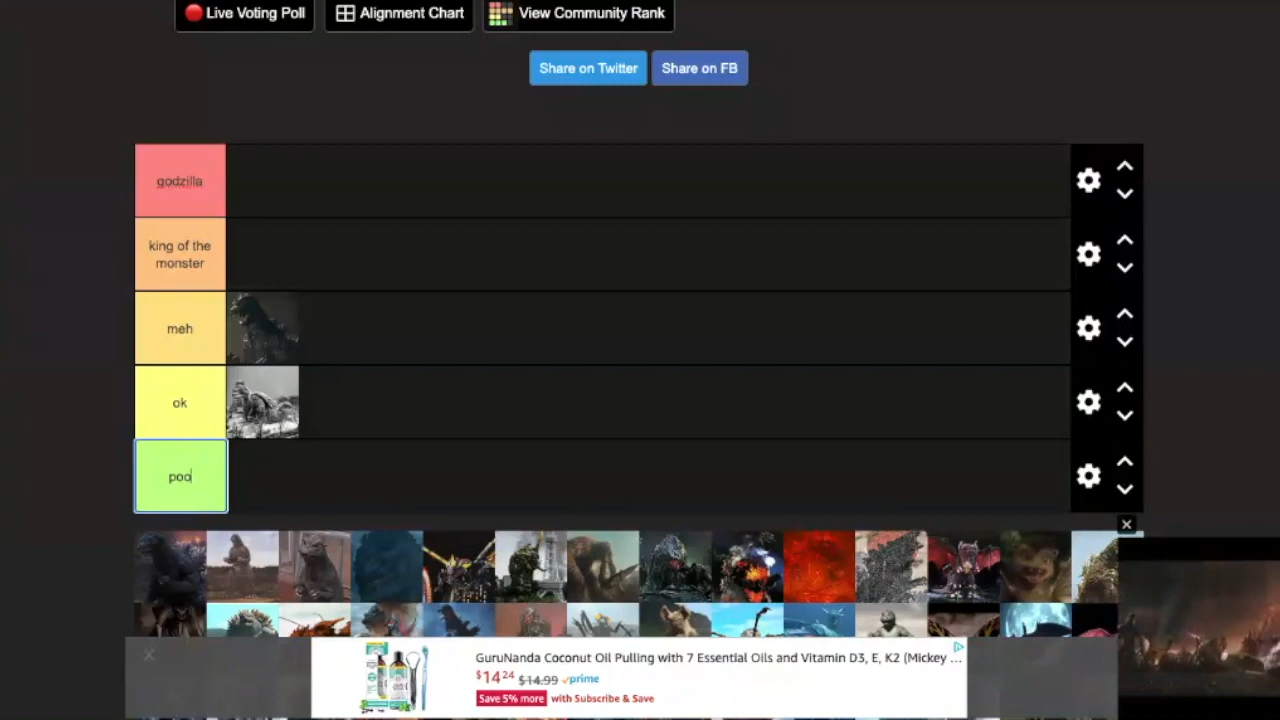 Live Voting Poll
Alignment Chart
View Community Rank
Share on Twitter
Share on FB
godzilla
king of the
monster
meh
ok
poo
GuruNanda Coconut Oil Pulling with 7 Essential Oils and Vitamin D3, E, K2 (Mickey ...
$14 24 $14.99 prime
Save 5% more with Subscribe & Save